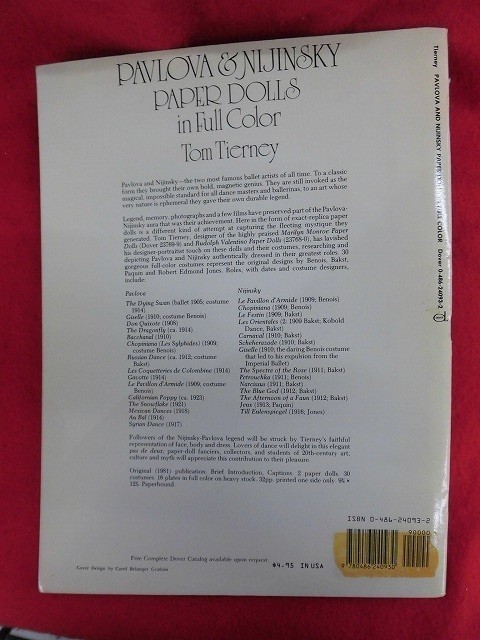 PAVLOVA & NIJINSKY
PAPER DOLLS
in Full Color
Tom Tierney
Pavlova and Nijinsky—the two most famous ballet artists of all time. To a classic
form they brought their own bold, magnetic genius. They are still invoked as the
magical, impossible standard for all dance masters and ballerinas, to an art whose
very nature is ephemeral they gave their own durable legend.
Legend, memory, photographs and a few films have preserved part of the Pavlova-
Nijinsky aura that was their achievement. Here in the form of exact-replica paper
dolls is a different kind of attempt at capturing the fleeting mystique they
generated. Tom Tierney, designer of the highly praised Marilyn Monroe Paper
Dolls (Dover 23769-9) and Rudolph Valentino Paper Dolls (23768-0), has lavished
his designer-portraitist touch on these dolls and their costumes, researching and
depicting Pavlova and Nijinsky authentically dressed in their greatest roles. 30
gorgeous full-color costumes represent the original designs by Benois, Bakst,
Paquin and Robert Edmond Jones. Roles, with dates and costume designers,
include:
Pavlova
The Dying Swan (ballet 1905; costume
1914)
Giselle (1910; costume Benois)
Don Quixote (1908)
The Dragonfly (ca. 1914)
Bacchanal (1910)
Chopiniana (Les Sylphides) (1909;
costume Benois)
Russian Dance (ca. 1912; costume
Bakst)
Les Coquetteries de Colombine (1914)
Gavotte (1914)
Le Pavillon d'Armide (1909; costume
Benois)
Californian Poppy (ca. 1923)
The Snowflake (1921)
Mexican Dances (1918)
Au Bal (1914)
Syrian Dance (1917)
Nijinsky
Le Pavillon d'Armide (1909; Benois)
Chopiniana (1909; Benois)
Le Festin (1909; Bakst)
Les Orientales (2: 1909 Bakst; Kobold
Dance, Bakst)
Carnaval (1910; Bakst)
Scheherazade (1910; Bakst)
Giselle (1910, the daring Benois costume
that led to his expulsion from the
Imperial Ballet)
The Spectre of the Rose (1911; Bakst)
Petrouchka (1911; Benois)
Narcissus (1911; Bakst)
The Blue God (1912; Bakst)
The Afternoon of a Faun (1912; Bakst)
Jeux (1913; Paquin)
Till Eulenspiegel (1916; Jones)
Followers of the Nijinsky-Pavlova legend will be struck by Tierney's faithful
representation of face, body and dress. Lovers of dance will delight in this elegant
pas de deux; paper-doll fanciers, collectors, and students of 20th-century art,
culture and myth will appreciate this contribution to their pleasure.
Original (1981) publication. Brief Introduction. Captions. 2 paper dolls. 30
costumes. 16 plates in full color on heavy stock. 32pp. printed one side only. 9¼ ×
12¼. Paperbound.
Free Complete Dover Catalog available upon request.
Cover Design by Carol Belanger Grafton
$4.95 IN USA
ISBN 0-486-24093-2
90000
9 780486 240930
Tierney PAVLOVA AND NIJINSKY PAPER DOLLS IN FULL COLOR Dover 0-486-24093-2